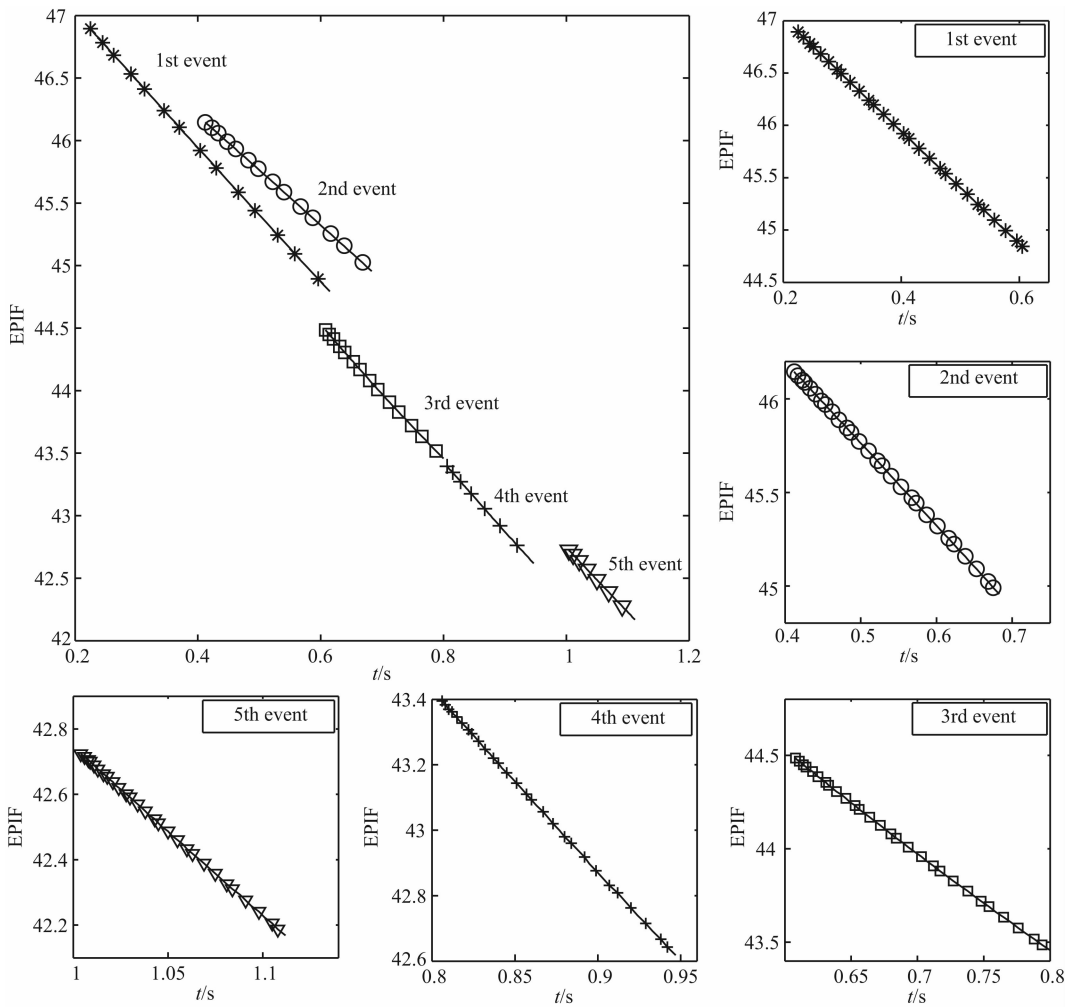 47
46.5
46
45.5
45
44.5
44
43.5
43
42.5
42
EPIF
1st event
2nd event
3rd event
4th event
5th event
0.2
0.4
0.6
0.8
1
1.2
t/s
1st event
47
46.5
46
45.5
45
44.5
EPIF
0.2
0.4
0.6
t/s
2nd event
46
45.5
45
EPIF
0.4
0.5
0.6
0.7
t/s
5th event
42.8
42.6
42.4
42.2
EPIF
1
1.05
1.11
t/s
4th event
43.4
43.2
43
42.8
42.6
EPIF
0.8
0.85
0.9
0.95
t/s
3rd event
44.5
44
43.5
EPIF
0.65
0.7
0.75
0.8
t/s